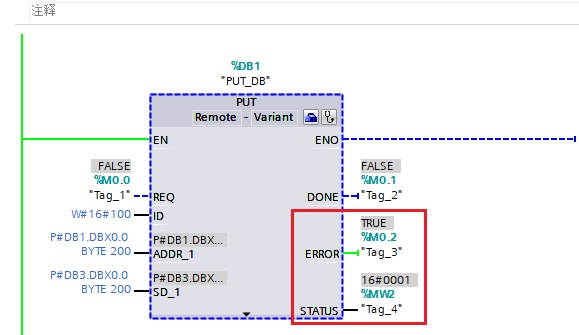 注释
%DB1
"PUT_DB"
PUT
Remote - Variant
EN ENO
FALSE
%M0.0
"Tag_1" REQ
W#16#100 ID
P#DB1.DBX0.0
BYTE 200
P#DB1.DBX...
ADDR_1
P#DB3.DBX0.0
BYTE 200
P#DB3.DBX...
SD_1
FALSE
%M0.1
DONE "Tag_2"
TRUE
%M0.2
ERROR "Tag_3"
16#0001
%MW2
STATUS "Tag_4"